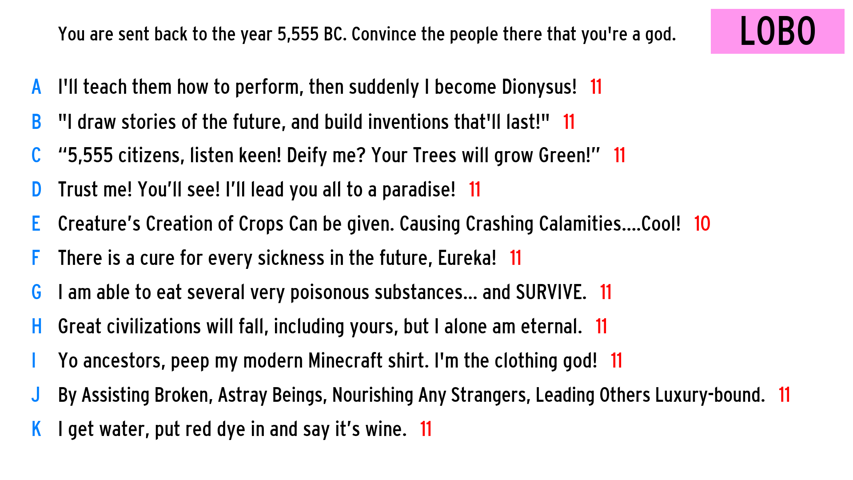 You are sent back to the year 5,555 BC. Convince the people there that you're a god.
LOBO
A I'll teach them how to perform, then suddenly I become Dionysus! 11
B "I draw stories of the future, and build inventions that'll last!" 11
C “5,555 citizens, listen keen! Deify me? Your Trees will grow Green!” 11
D Trust me! You’ll see! I’ll lead you all to a paradise! 11
E Creature’s Creation of Crops Can be given. Causing Crashing Calamities....Cool! 10
F There is a cure for every sickness in the future, Eureka! 11
G I am able to eat several very poisonous substances... and SURVIVE. 11
H Great civilizations will fall, including yours, but I alone am eternal. 11
I Yo ancestors, peep my modern Minecraft shirt. I'm the clothing god! 11
J By Assisting Broken, Astray Beings, Nourishing Any Strangers, Leading Others Luxury-bound. 11
K I get water, put red dye in and say it’s wine. 11